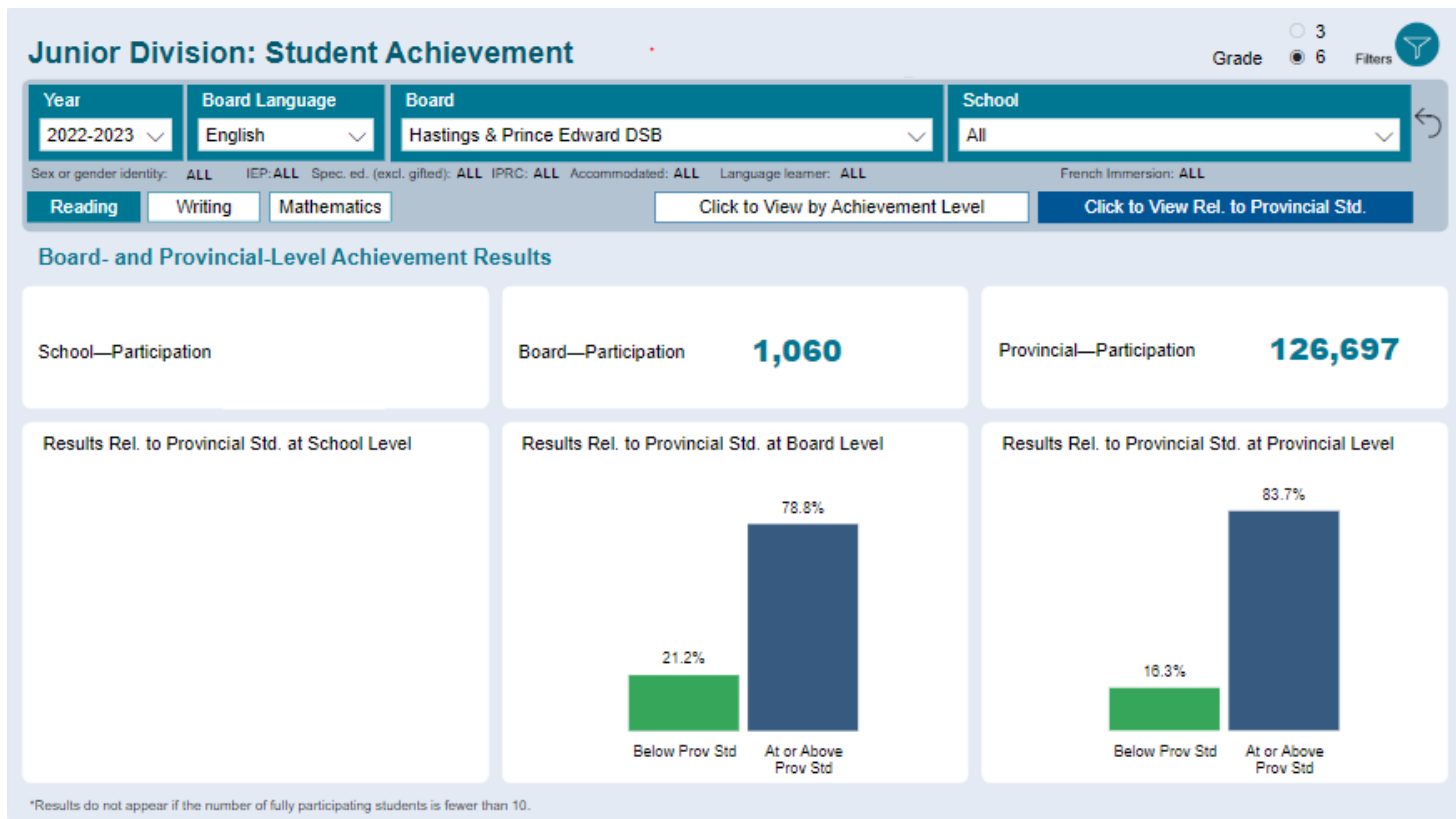 Junior Division: Student Achievement
Grade
3
6
Filters
Year
Board Language
Board
School
2022-2023
English
Hastings & Prince Edward DSB
All
Sex or gender identity: ALL IEP: ALL Spec. ed. (excl. gifted): ALL IPRC: ALL Accommodated: ALL Language learner: ALL French Immersion: ALL
Reading
Writing
Mathematics
Click to View by Achievement Level
Click to View Rel. to Provincial Std.
Board- and Provincial-Level Achievement Results
School—Participation
Board—Participation 1,060
Provincial—Participation 126,697
Results Rel. to Provincial Std. at School Level
Results Rel. to Provincial Std. at Board Level
78.8%
21.2%
Below Prov Std
At or Above
Prov Std
Results Rel. to Provincial Std. at Provincial Level
83.7%
16.3%
Below Prov Std
At or Above
Prov Std
*Results do not appear if the number of fully participating students is fewer than 10.